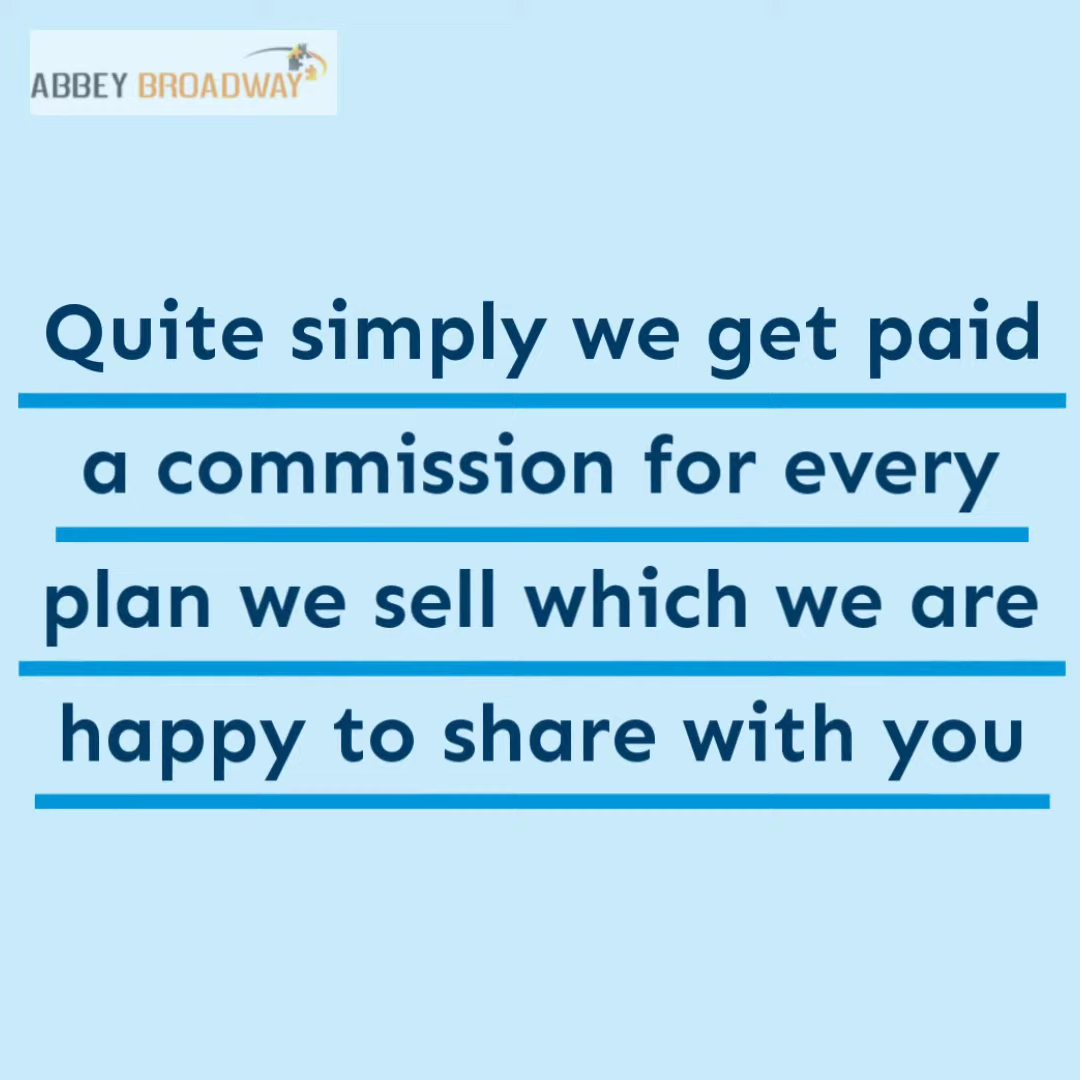 ABBEY BROADWAY
Quite simply we get paid
a commission for every
plan we sell which we are
happy to share with you